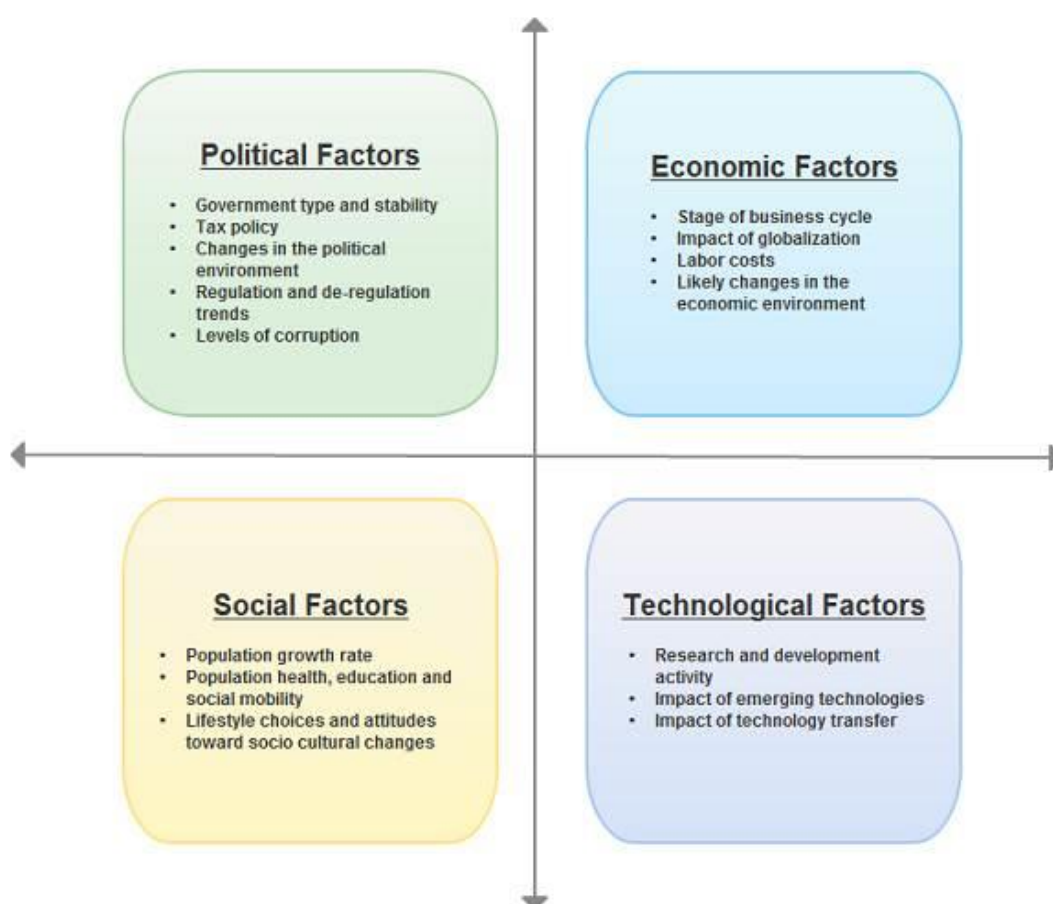 Political Factors
• Government type and stability
• Tax policy
• Changes in the political
environment
• Regulation and de-regulation
trends
• Levels of corruption
Economic Factors
• Stage of business cycle
• Impact of globalization
• Labor costs
• Likely changes in the
economic environment
Social Factors
• Population growth rate
• Population health, education and
social mobility
• Lifestyle choices and attitudes
toward socio cultural changes
Technological Factors
• Research and development
activity
• Impact of emerging technologies
• Impact of technology transfer